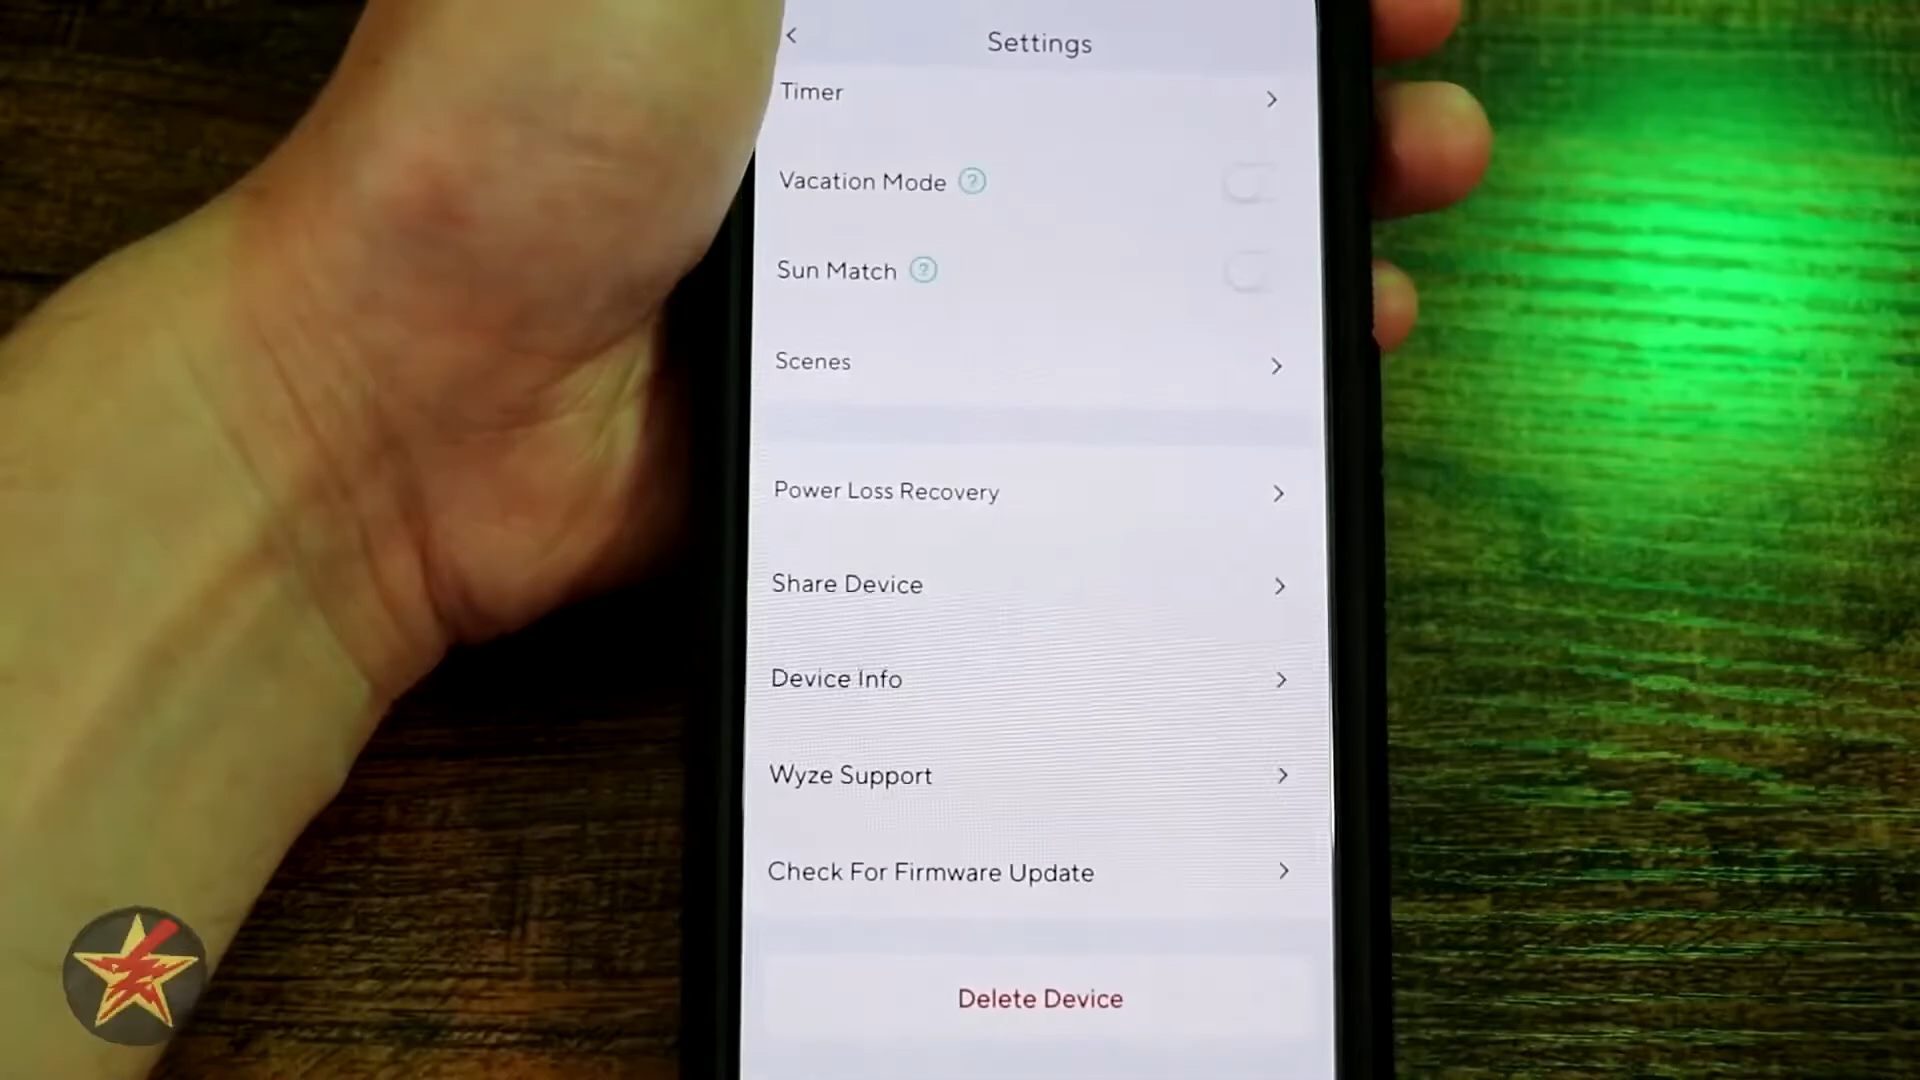 Settings
Timer
Vacation Mode ?
Sun Match ?
Scenes
Power Loss Recovery
Share Device
Device Info
Wyze Support
Check For Firmware Update
Delete Device